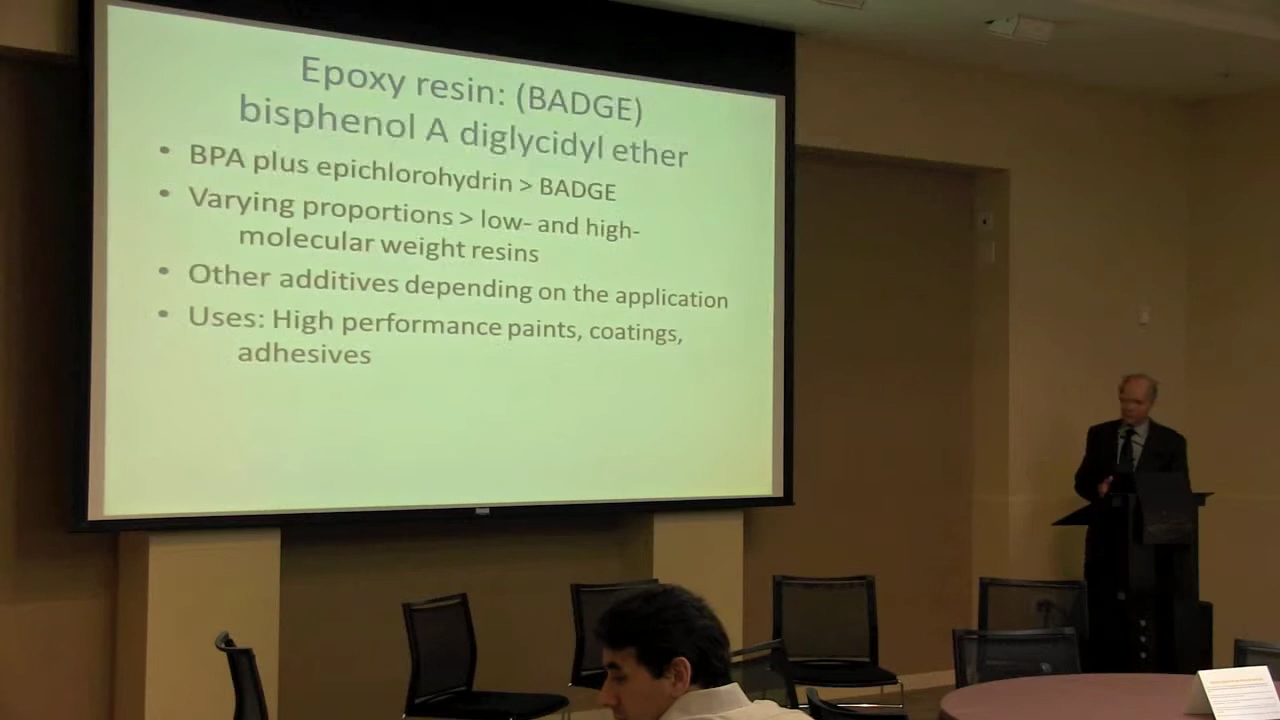 Epoxy resin: (BADGE)
bisphenol A diglycidyl ether
• BPA plus epichlorohydrin > BADGE
• Varying proportions > low- and high-
molecular weight resins
• Other additives depending on the application
• Uses: High performance paints, coatings,
adhesives